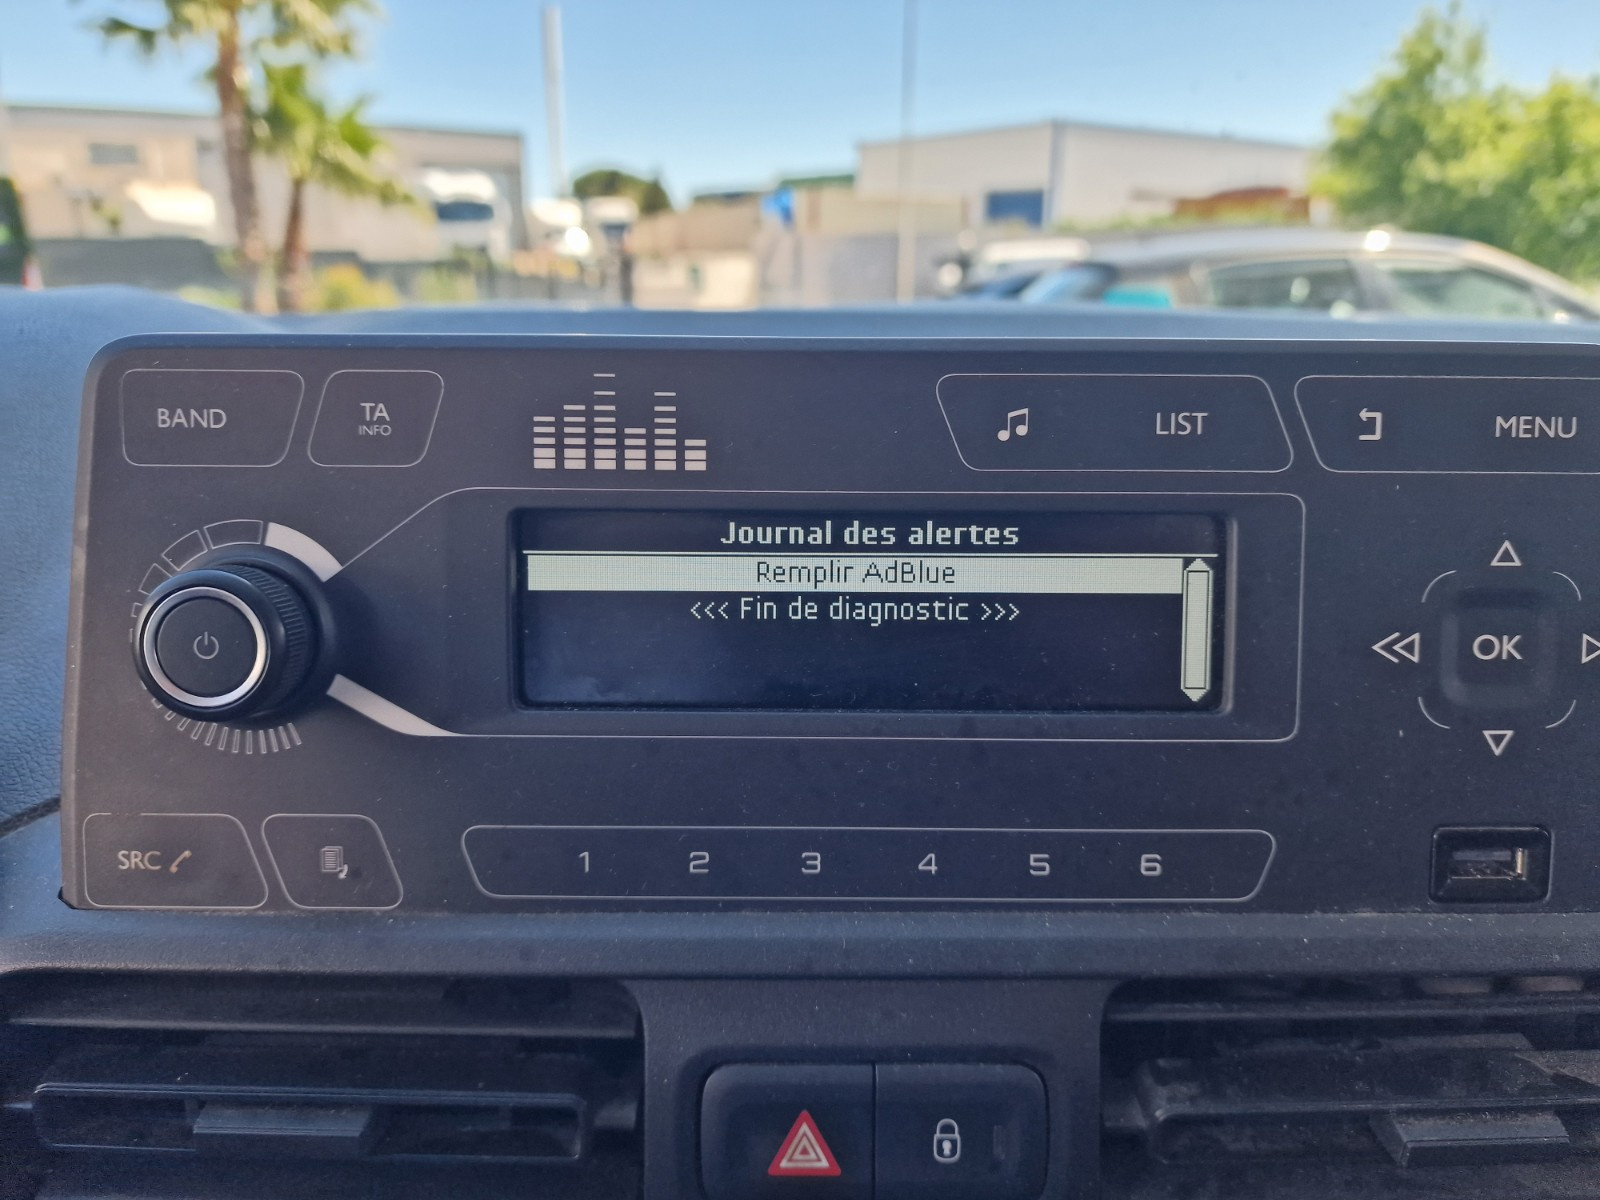 BAND
TA
INFO
LIST
MENU
Journal des alertes
Remplir AdBlue
<<< Fin de diagnostic >>>
OK
SRC
1 2 3 4 5 6